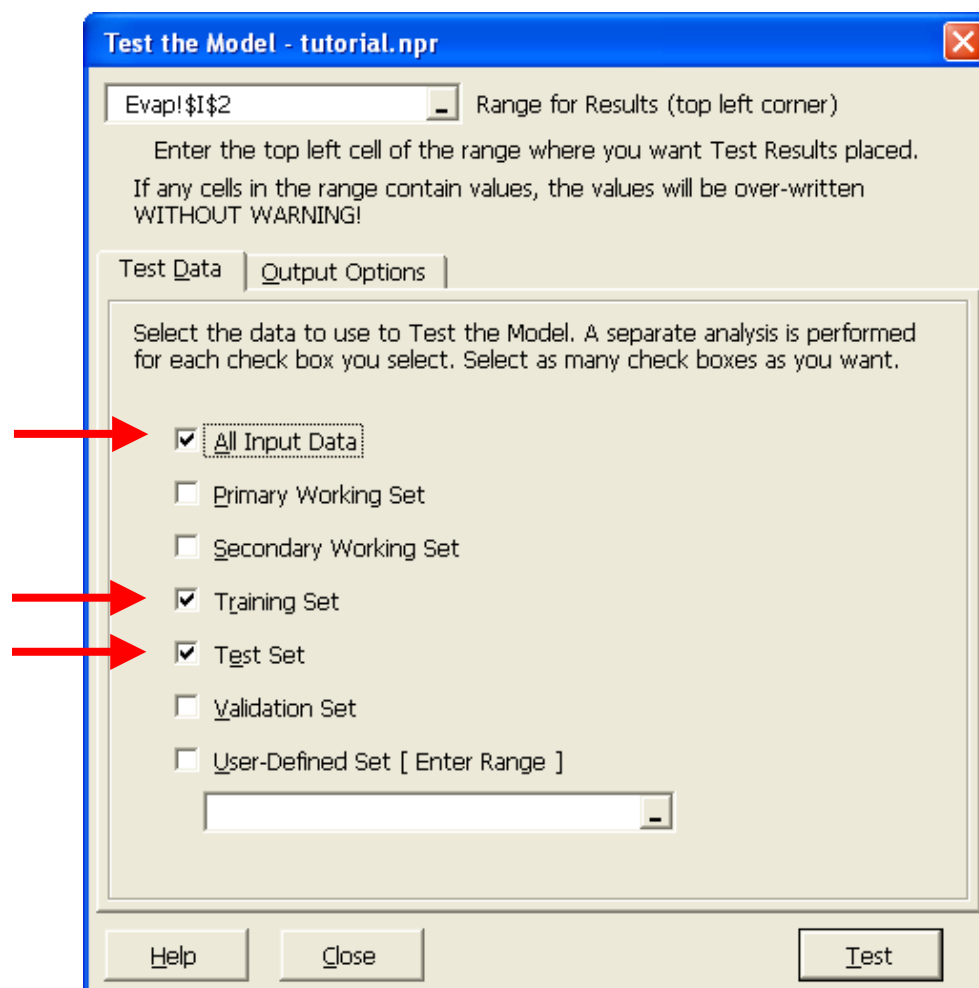 Test the Model - tutorial.npr
Evap!$I$2 Range for Results (top left corner)
Enter the top left cell of the range where you want Test Results placed.
If any cells in the range contain values, the values will be over-written
WITHOUT WARNING!
Test Data Output Options
Select the data to use to Test the Model. A separate analysis is performed
for each check box you select. Select as many check boxes as you want.
All Input Data
Primary Working Set
Secondary Working Set
Training Set
Test Set
Validation Set
User-Defined Set [ Enter Range ]
Help Close Test